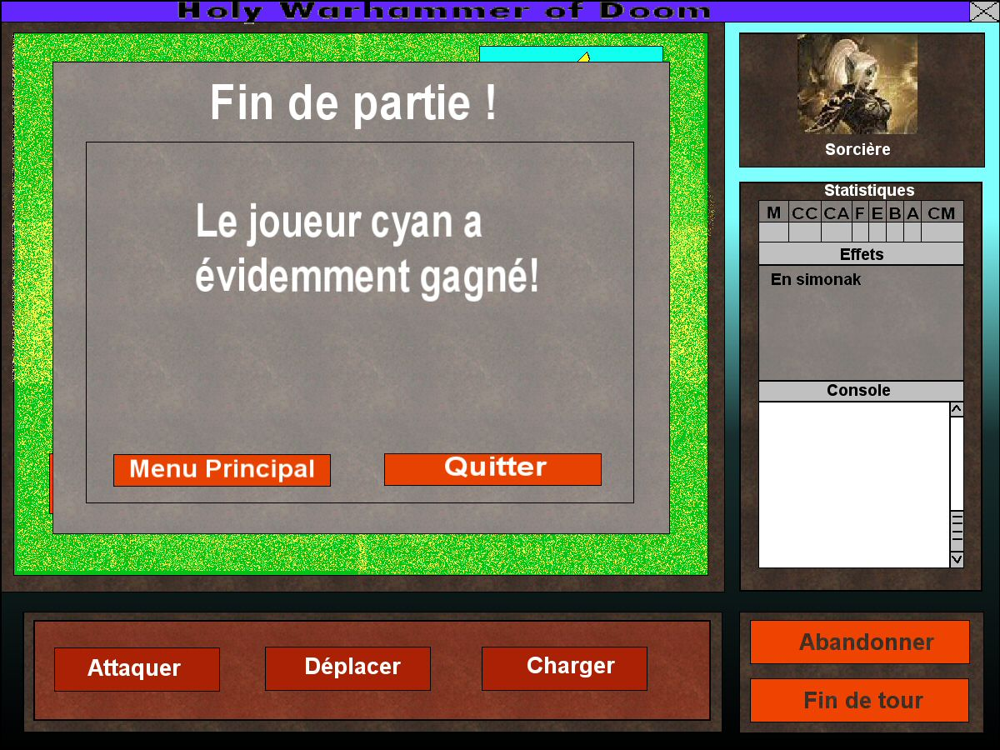 Holy Warhammer of Doom
Fin de partie !
Le joueur cyan a
évidemment gagné!
Menu Principal
Quitter
Sorcière
Statistiques
M CC CA F E B A CM
Effets
En simonak
Console
Attaquer
Déplacer
Charger
Abandonner
Fin de tour